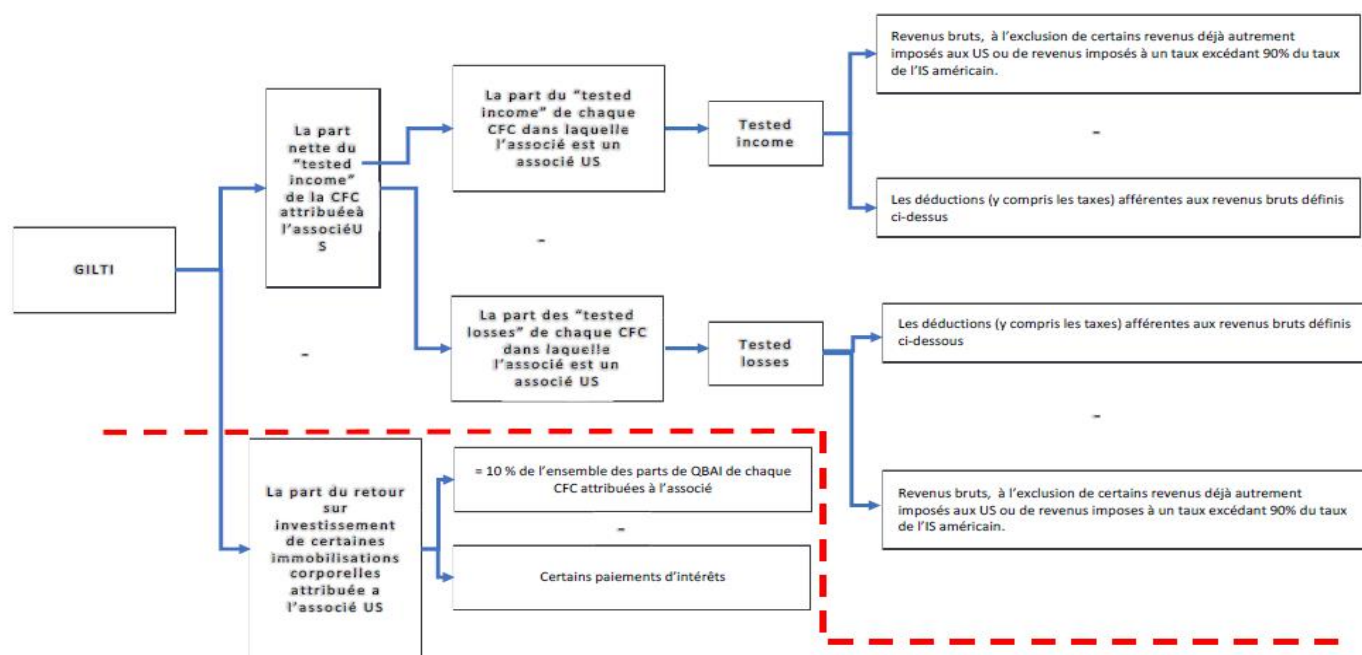 GILTI
La part
nette du
“tested
income”
de la CFC
attribuéeà
l’associéU
S
-
La part du retour
sur
investissement
de certaines
immobilisations
corporelles
attribuée a
l’associé US
La part du “tested
income” de chaque
CFC dans laquelle
l’associé est un
associé US
-
La part des “tested
losses” de chaque CFC
dans laquelle
l’associé est un
associé US
Tested
income
Tested
losses
Revenus bruts, à l’exclusion de certains revenus déjà autrement
imposés aux US ou de revenus imposés à un taux excédant 90% du taux
de l’IS américain.
-
Les déductions (y compris les taxes) afférentes aux revenus bruts définis
ci-dessus
Les déductions (y compris les taxes) afférentes aux revenus bruts définis
ci-dessous
-
Revenus bruts, à l’exclusion de certains revenus déjà autrement
imposés aux US ou de revenus imposes à un taux excédant 90% du taux
de l’IS américain.
= 10 % de l’ensemble des parts de QBAI de chaque
CFC attribuées à l’associé
-
Certains paiements d’intérêts